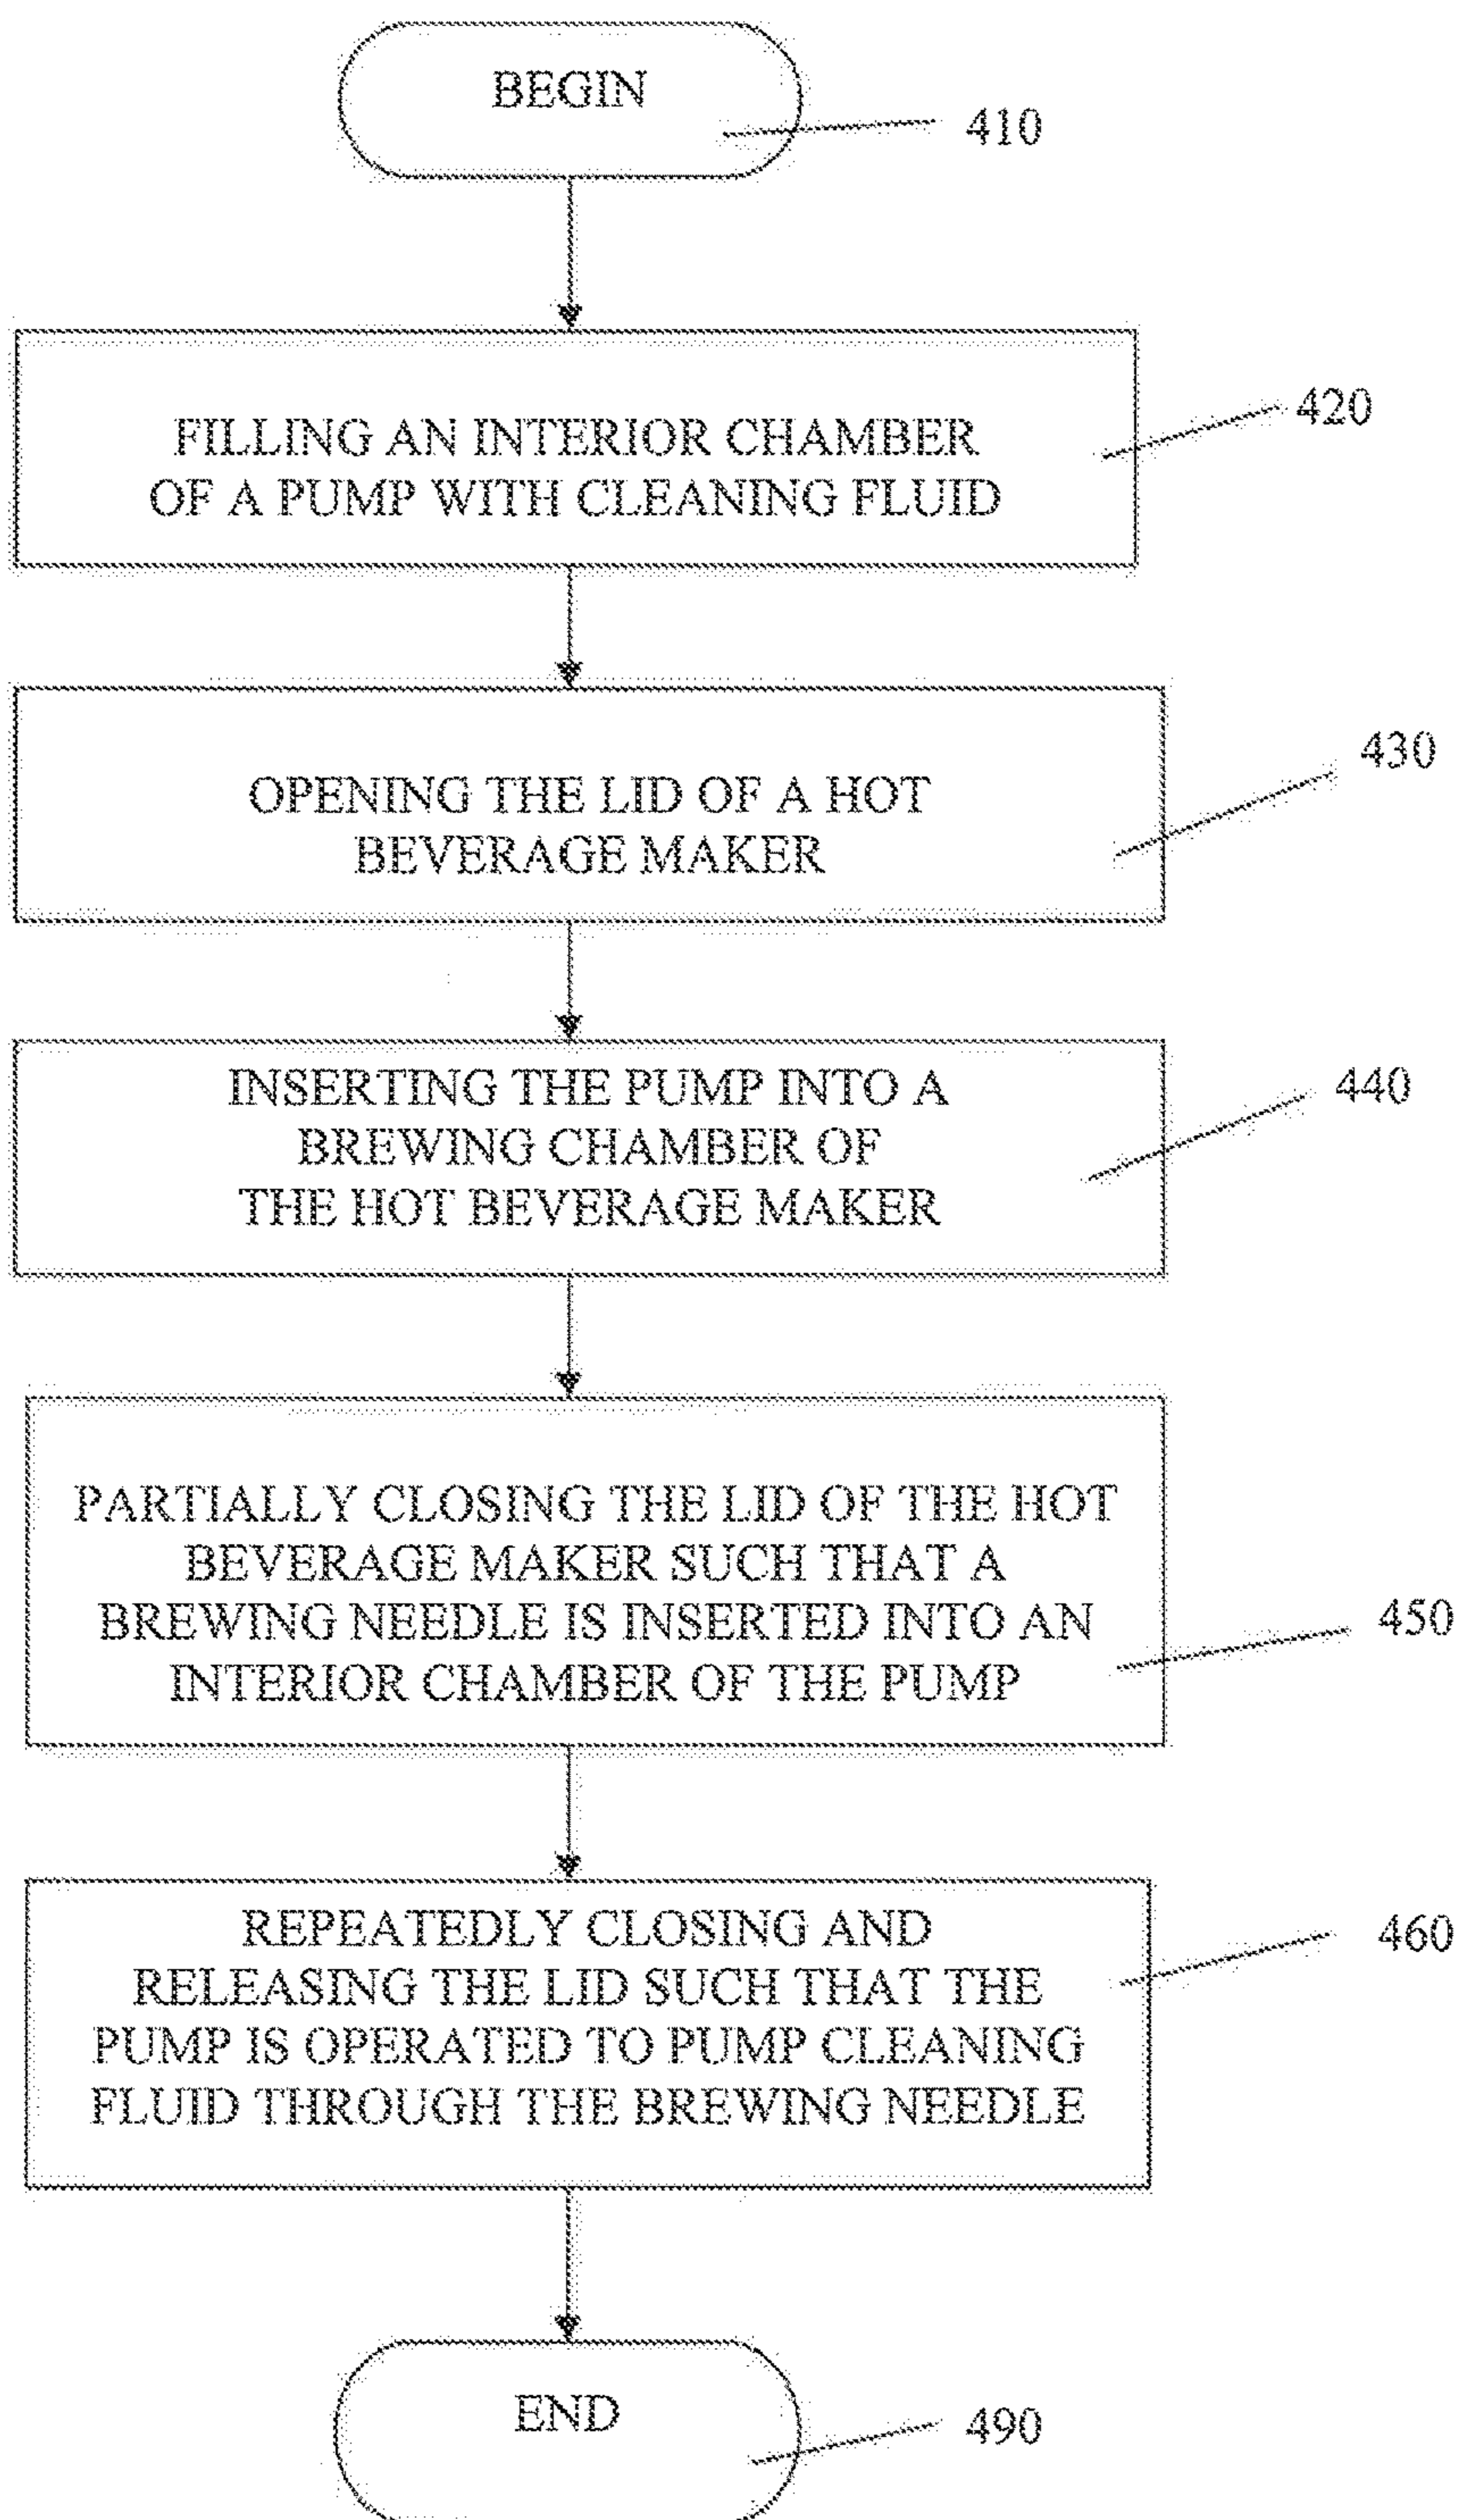 BEGIN
410
FILLING AN INTERIOR CHAMBER
OF A PUMP WITH CLEANING FLUID
420
OPENING THE LID OF A HOT
BEVERAGE MAKER
430
INSERTING THE PUMP INTO A
BREWING CHAMBER OF
THE HOT BEVERAGE MAKER
440
PARTIALLY CLOSING THE LID OF THE HOT
BEVERAGE MAKER SUCH THAT A
BREWING NEEDLE IS INSERTED INTO AN
INTERIOR CHAMBER OF THE PUMP
450
REPEATEDLY CLOSING AND
RELEASING THE LID SUCH THAT THE
PUMP IS OPERATED TO PUMP CLEANING
FLUID THROUGH THE BREWING NEEDLE
460
END
490